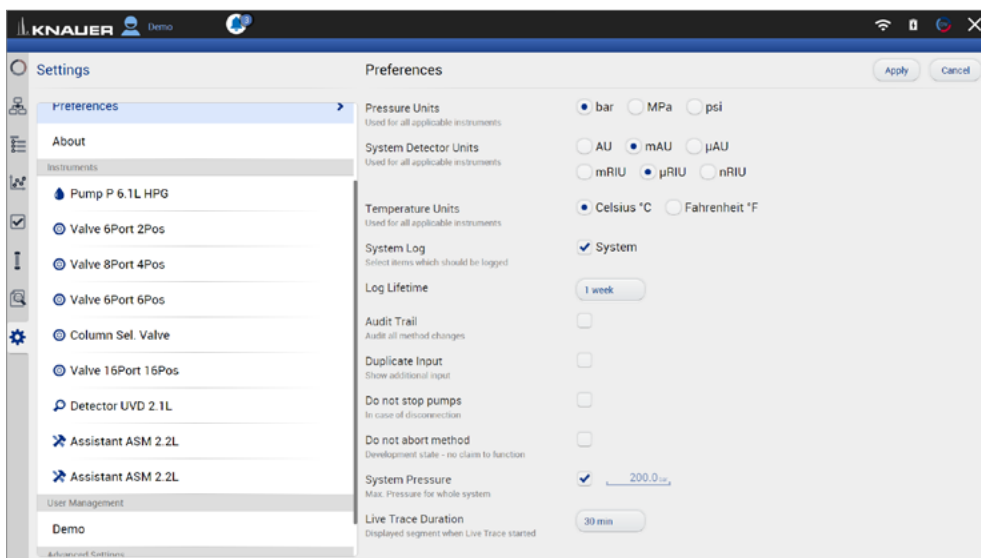 KNAUER Demo 3
Settings
Preferences
Apply
Cancel
Preferences
About
Instruments
Pump P 6.1L HPG
Valve 6Port 2Pos
Valve 8Port 4Pos
Valve 6Port 6Pos
Column Sel. Valve
Valve 16Port 16Pos
Detector UVD 2.1L
Assistant ASM 2.2L
Assistant ASM 2.2L
User Management
Demo
Advanced Settings
Pressure Units
Used for all applicable instruments
bar MPa psi
System Detector Units
Used for all applicable instruments
AU mAU µAU
mRIU µRIU nRIU
Temperature Units
Used for all applicable instruments
Celsius °C Fahrenheit °F
System Log
Select items which should be logged
System
Log Lifetime
1 week
Audit Trail
Audit all method changes
Duplicate Input
Show additional input
Do not stop pumps
In case of disconnection
Do not abort method
Development state - no claim to function
System Pressure
Max. Pressure for whole system
200.0 bar
Live Trace Duration
Displayed segment when Live Trace started
30 min